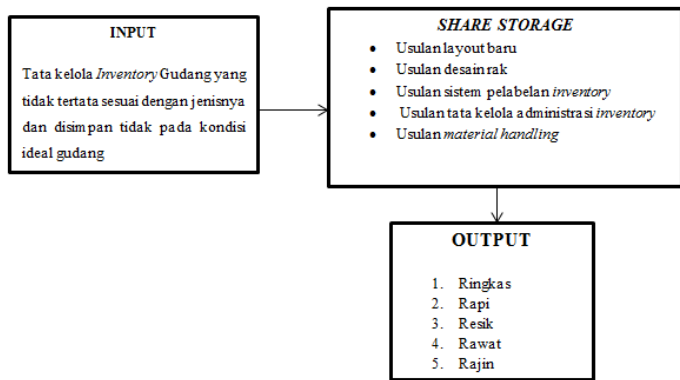 INPUT
Tata kelola Inventory Gudang yang
tidak tertata sesuai dengan jenisnya
dan disimpan tidak pada kondisi
ideal gudang
SHARE STORAGE
• Usulan layout baru
• Usulan desain rak
• Usulan sistem pelabelan inventory
• Usulan tata kelola administrasi inventory
• Usulan material handling
OUTPUT
1. Ringkas
2. Rapi
3. Resik
4. Rawat
5. Rajin